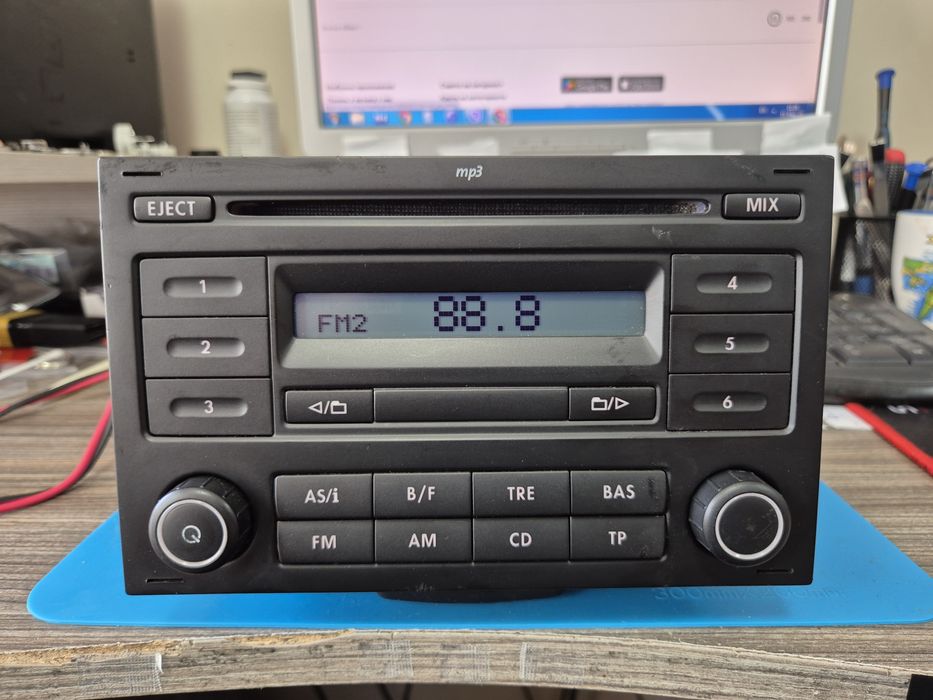 mp3
EJECT
MIX
1
4
FM2 88.8
2
5
3
6
AS/i
B/F
TRE
BAS
FM
AM
CD
TP